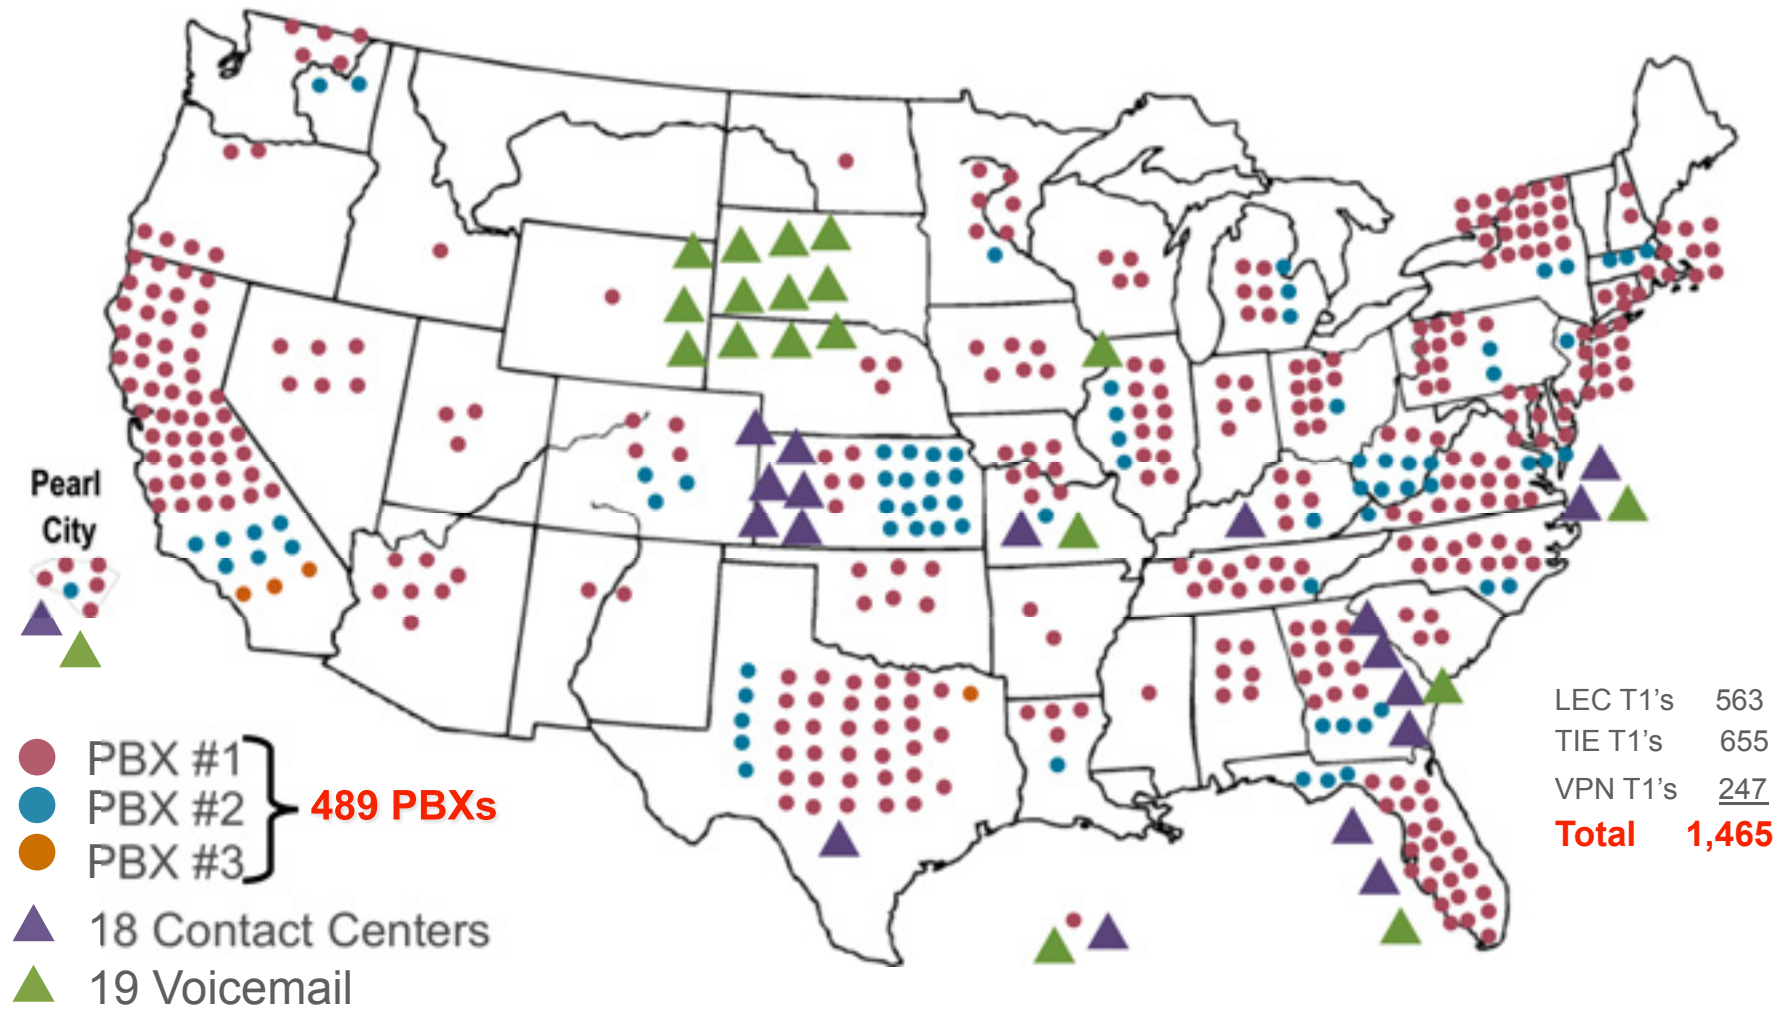 Pearl
City
PBX #1
PBX #2
PBX #3
489 PBXs
18 Contact Centers
19 Voicemail
LEC T1's 563
TIE T1's 655
VPN T1's 247
Total 1,465